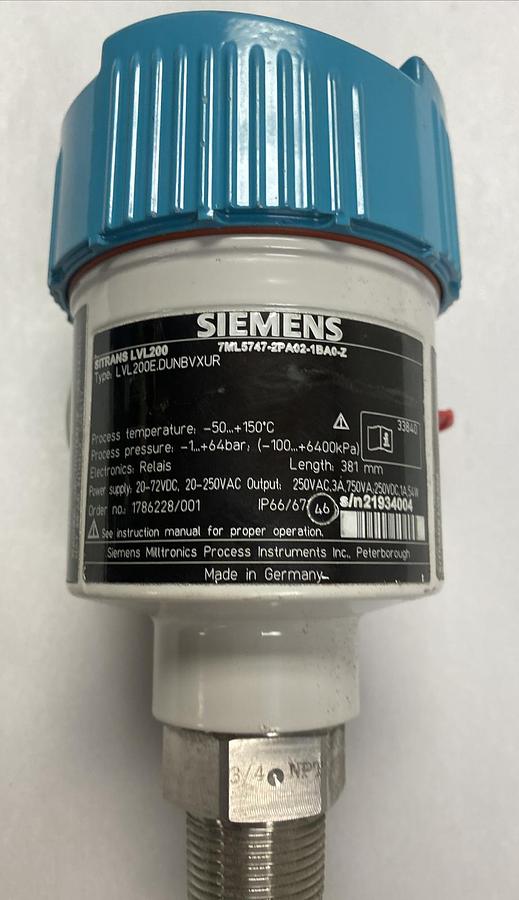 SIEMENS
SITRANS LVL200 7ML5747-2PA02-1BA0-Z
Type: LVL200E.DUNBVXUR
Process temperature: -50...+150°C
33840
Process pressure: -1...+64bar; (-100...+6400kPa)
Electronics: Relais Length: 381 mm
Power supply: 20-72VDC, 20-250VAC Output: 250VAC,3A,750VA;250VDC,1A,54W
Order no.: 1786228/001 IP66/67 46 s/n21934004
See instruction manual for proper operation.
Siemens Milltronics Process Instruments Inc., Peterborough
Made in Germany
3/4 NPT